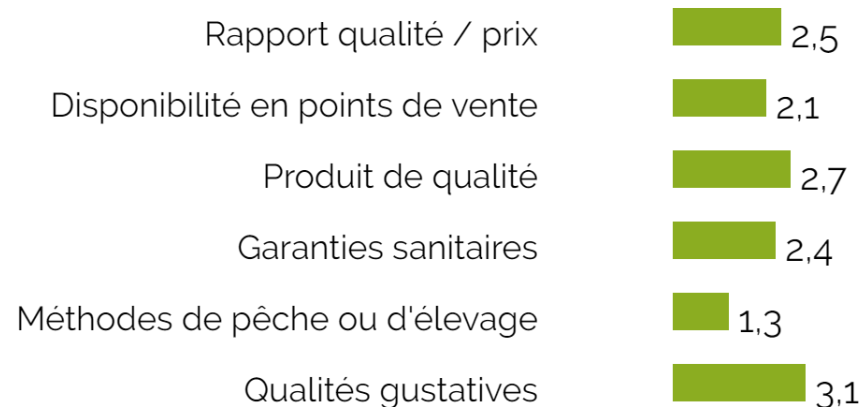 Rapport qualité / prix 2,5
Disponibilité en points de vente 2,1
Produit de qualité 2,7
Garanties sanitaires 2,4
Méthodes de pêche ou d'élevage 1,3
Qualités gustatives 3,1